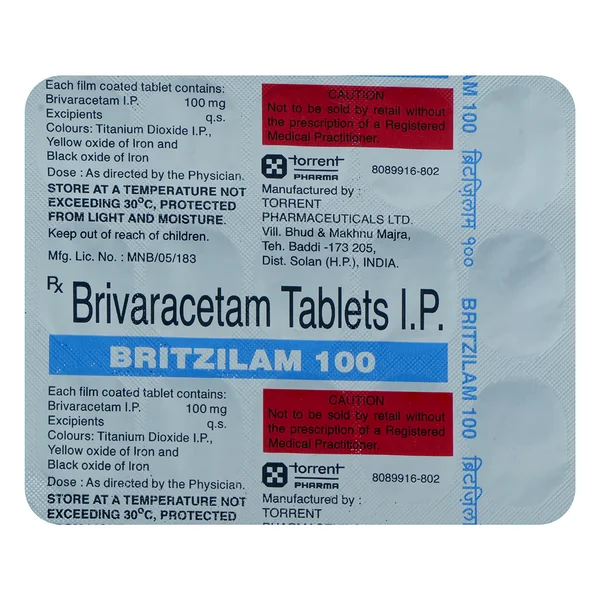 Each film coated tablet contains:
Brivaracetam I.P. 100 mg
Excipients q.s.
Colours: Titanium Dioxide I.P.,
Yellow oxide of Iron and
Black oxide of Iron
Dose : As directed by the Physician.
STORE AT A TEMPERATURE NOT
EXCEEDING 30°C, PROTECTED
FROM LIGHT AND MOISTURE.
Keep out of reach of children.
Mfg. Lic. No. : MNB/05/183
CAUTION
Not to be sold by retail without
the prescription of a Registered
Medical Practitioner.
torrent
PHARMA
8089916-802
Manufactured by :
TORRENT
PHARMACEUTICALS LTD.
Vill. Bhud & Makhnu Majra,
Teh. Baddi -173 205,
Dist. Solan (H.P.), INDIA.
Rx Brivaracetam Tablets I.P.
BRITZILAM 100
Each film coated tablet contains:
Brivaracetam I.P. 100 mg
Excipients q.s.
Colours: Titanium Dioxide I.P.,
Yellow oxide of Iron and
Black oxide of Iron
Dose : As directed by the Physician.
STORE AT A TEMPERATURE NOT
EXCEEDING 30°C, PROTECTED
CAUTION
Not to be sold by retail without
the prescription of a Registered
Medical Practitioner.
torrent
PHARMA
8089916-802
Manufactured by :
TORRENT
LAM 100 ब्रिटज़िलाम १००
BRITZILAM 100 ब्रिटज़िल